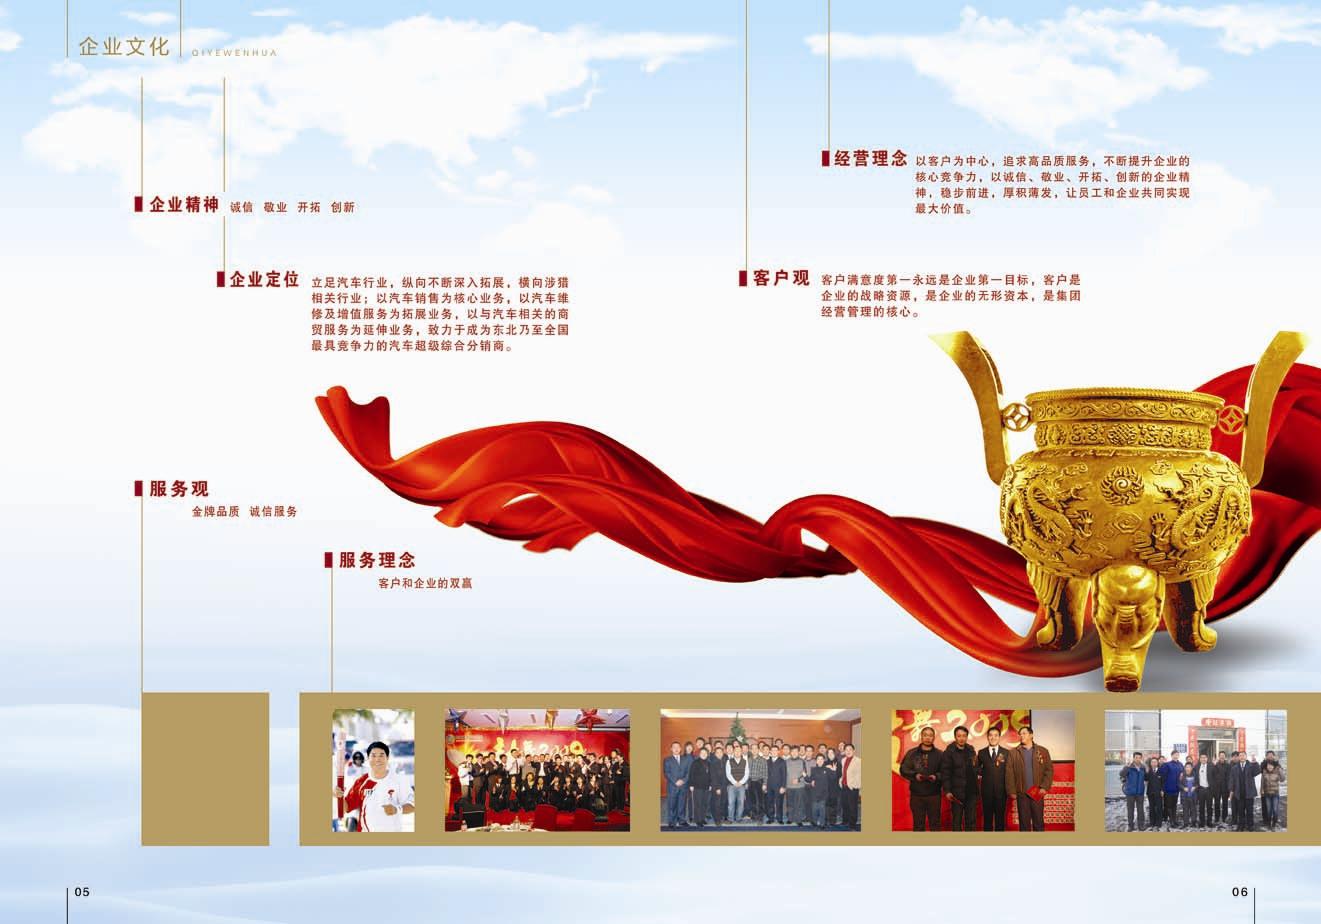 企业文化
QIYEWENHUA
企业精神 诚信 敬业 开拓 创新
企业定位 立足汽车行业，纵向不断深入拓展，横向涉猎
相关行业；以汽车销售为核心业务，以汽车维
修及增值服务为拓展业务，以与汽车相关的商
贸服务为延伸业务，致力于成为东北乃至全国
最具竞争力的汽车超级综合分销商。
服务观
金牌品质 诚信服务
服务理念
客户和企业的双赢
经营理念 以客户为中心，追求高品质服务，不断提升企业的
核心竞争力，以诚信、敬业、开拓、创新的企业精
神，稳步前进，厚积薄发，让员工和企业共同实现
最大价值。
客户观 客户满意度第一永远是企业第一目标，客户是
企业的战略资源，是企业的无形资本，是集团
经营管理的核心。
2009
05
06